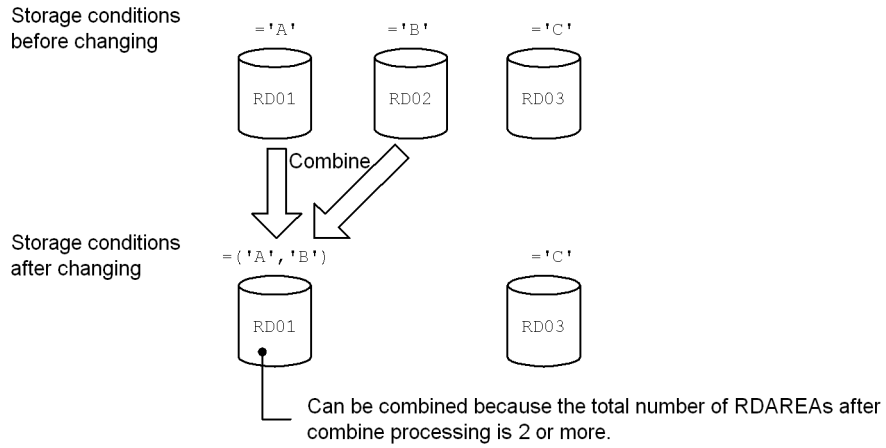 Storage conditions
before changing
='A'
='B'
='C'
RD01
RD02
RD03
Combine
Storage conditions
after changing
=('A','B')
='C'
RD01
RD03
Can be combined because the total number of RDAREAs after
combine processing is 2 or more.